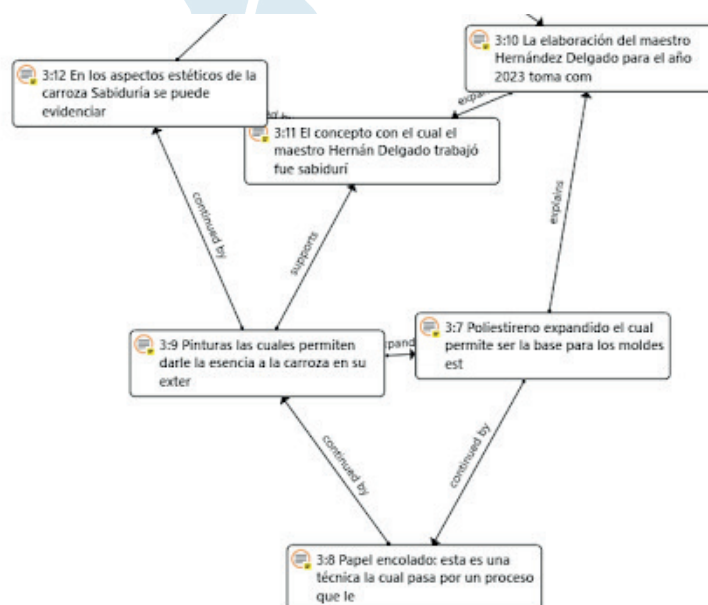 3:10 La elaboración del maestro
Hernández Delgado para el año
2023 toma com
3:12 En los aspectos estéticos de la
carroza Sabiduría se puede
evidenciar
3:11 El concepto con el cual el
maestro Hernán Delgado trabajó
fue sabidurí
continued by
supports
explains
3:9 Pinturas las cuales permiten
darle la esencia a la carroza en su
exter
3:7 Poliestireno expandido el cual
permite ser la base para los moldes
est
continued by
continued by
3:8 Papel encolado: esta es una
técnica la cual pasa por un proceso
que le